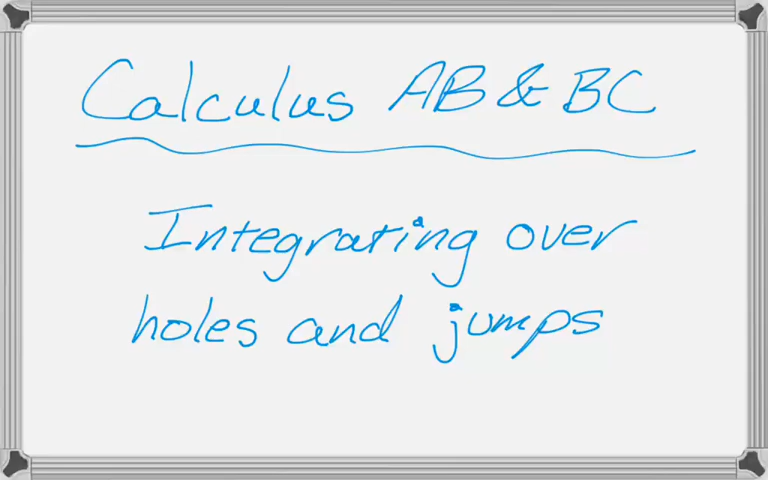 Calculus AB & BC
Integrating over
holes and jumps